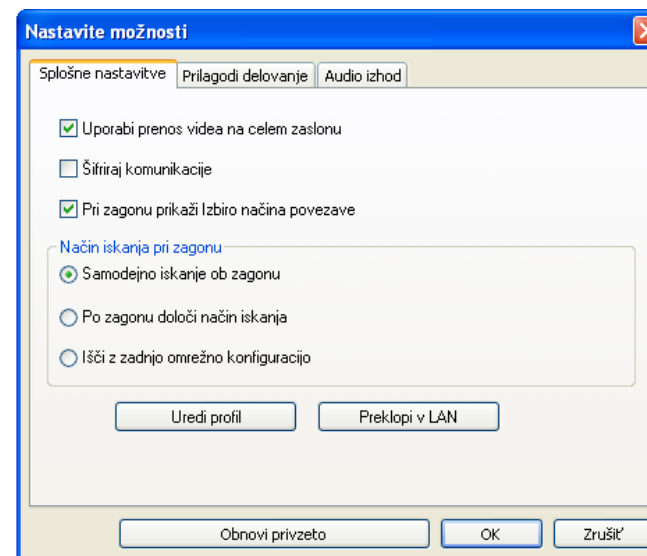 Nastavite možnosti
Splošne nastavitve Prilagodi delovanje Audio izhod
Uporabi prenos videa na celem zaslonu
Šifriraj komunikacije
Pri zagonu prikaži Izbiro načina povezave
Način iskanja pri zagonu
Samodejno iskanje ob zagonu
Po zagonu določi način iskanja
Išči z zadnjo omrežno konfiguracijo
Uredi profil Preklopi v LAN
Obnovi privzeto OK Zrušiť